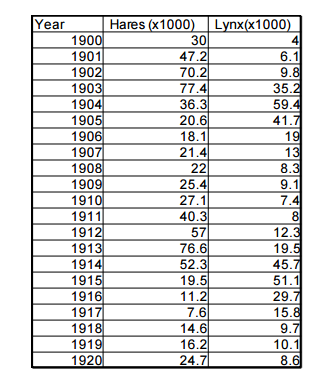 Year Hares (x1000) Lynx(x1000)
1900 30 4
1901 47.2 6.1
1902 70.2 9.8
1903 77.4 35.2
1904 36.3 59.4
1905 20.6 41.7
1906 18.1 19
1907 21.4 13
1908 22 8.3
1909 25.4 9.1
1910 27.1 7.4
1911 40.3 8
1912 57 12.3
1913 76.6 19.5
1914 52.3 45.7
1915 19.5 51.1
1916 11.2 29.7
1917 7.6 15.8
1918 14.6 9.7
1919 16.2 10.1
1920 24.7 8.6